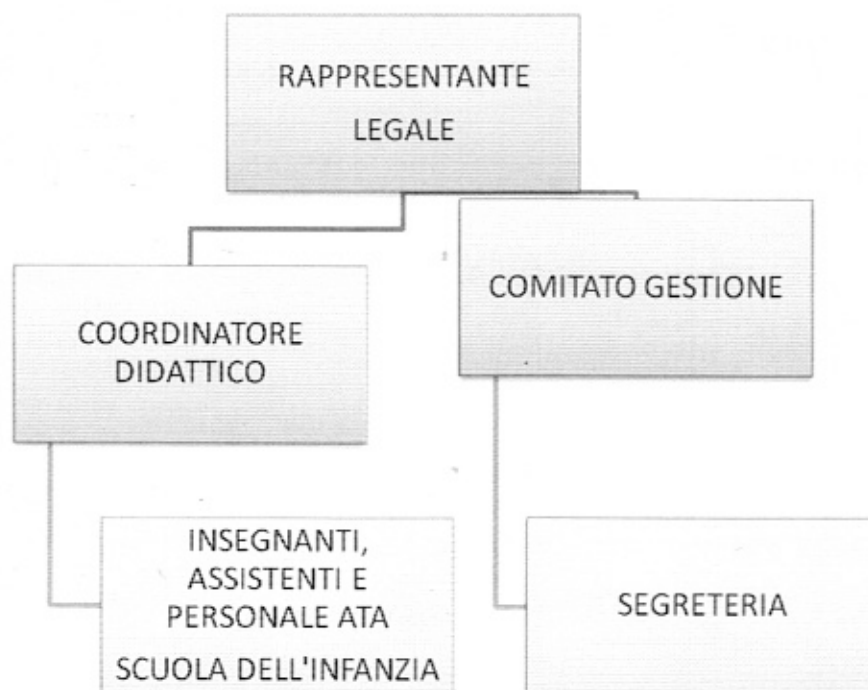 RAPPRESENTANTE
LEGALE
COMITATO GESTIONE
COORDINATORE
DIDATTICO
INSEGNANTI,
ASSISTENTI E
PERSONALE ATA
SCUOLA DELL'INFANZIA
SEGRETERIA